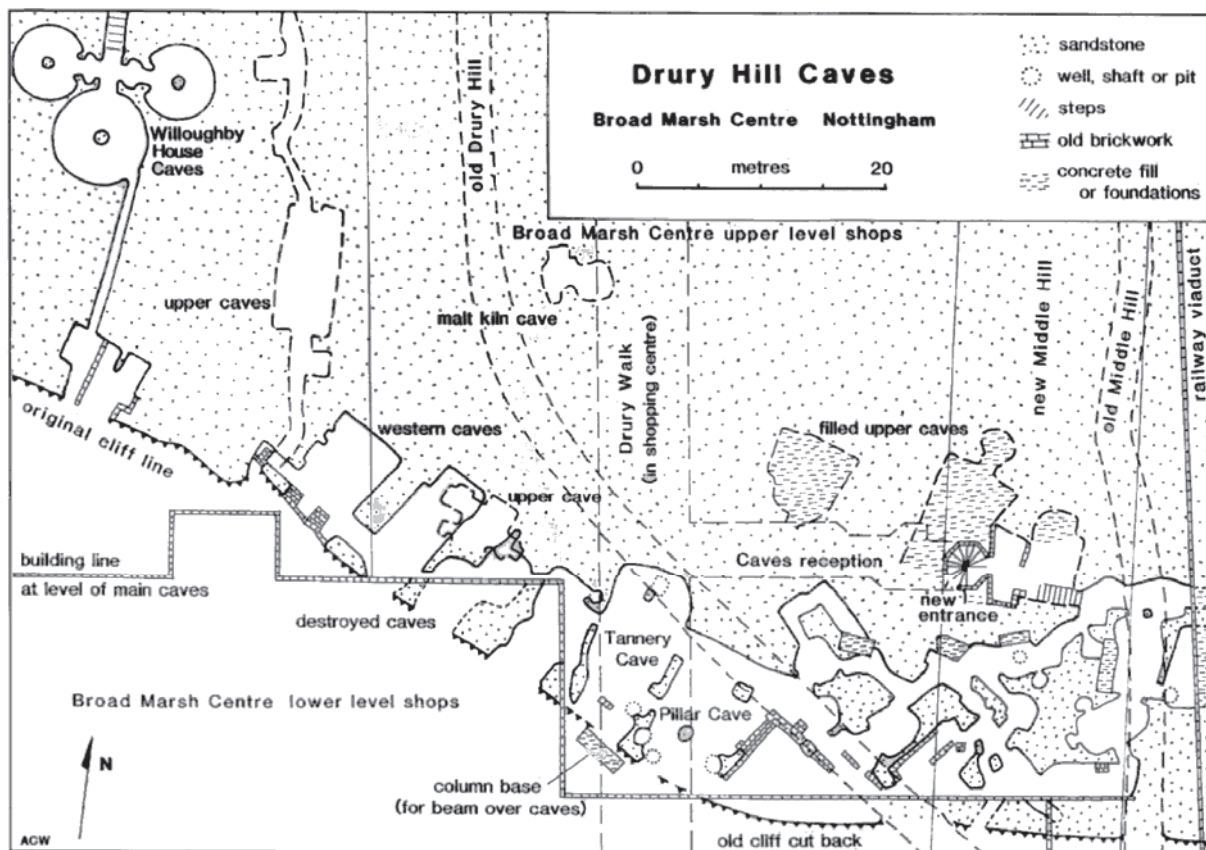 Drury Hill Caves
Broad Marsh Centre Nottingham
0 metres 20
sandstone
well, shaft or pit
steps
old brickwork
concrete fill
or foundations
Willoughby
House
Caves
old Drury Hill
Broad Marsh Centre upper level shops
upper caves
malt kiln cave
Drury Walk
(in shopping centre)
new Middle Hill
old Middle Hill
railway viaduct
original cliff line
western caves
filled upper caves
upper cave
building line
at level of main caves
Caves reception
new
entrance
destroyed caves
Tannery
Cave
Broad Marsh Centre lower level shops
Pillar Cave
N
column base
(for beam over caves)
old cliff cut back
ACW